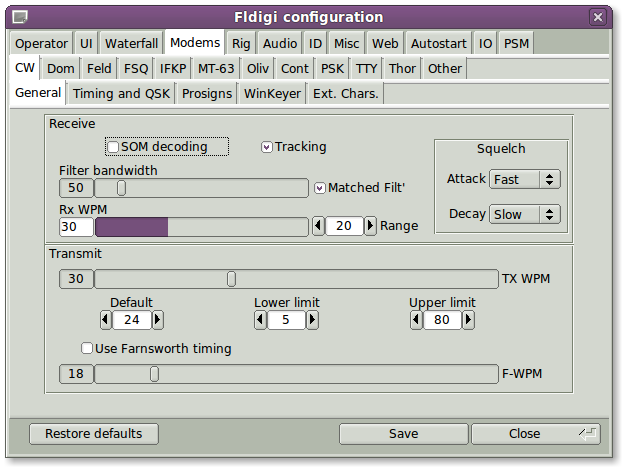 Fldigi configuration
Operator UI Waterfall Modems Rig Audio ID Misc Web Autostart IO PSM
CW Dom Feld FSQ IFKP MT-63 Oliv Cont PSK TTY Thor Other
General Timing and QSK Prosigns WinKeyer Ext. Chars.
Receive
SOM decoding Tracking
Squelch
Filter bandwidth
Attack Fast
50 Matched Filt'
Rx WPM
Decay Slow
30 20 Range
Transmit
30 TX WPM
Default Lower limit Upper limit
24 5 80
Use Farnsworth timing
18 F-WPM
Restore defaults Save Close